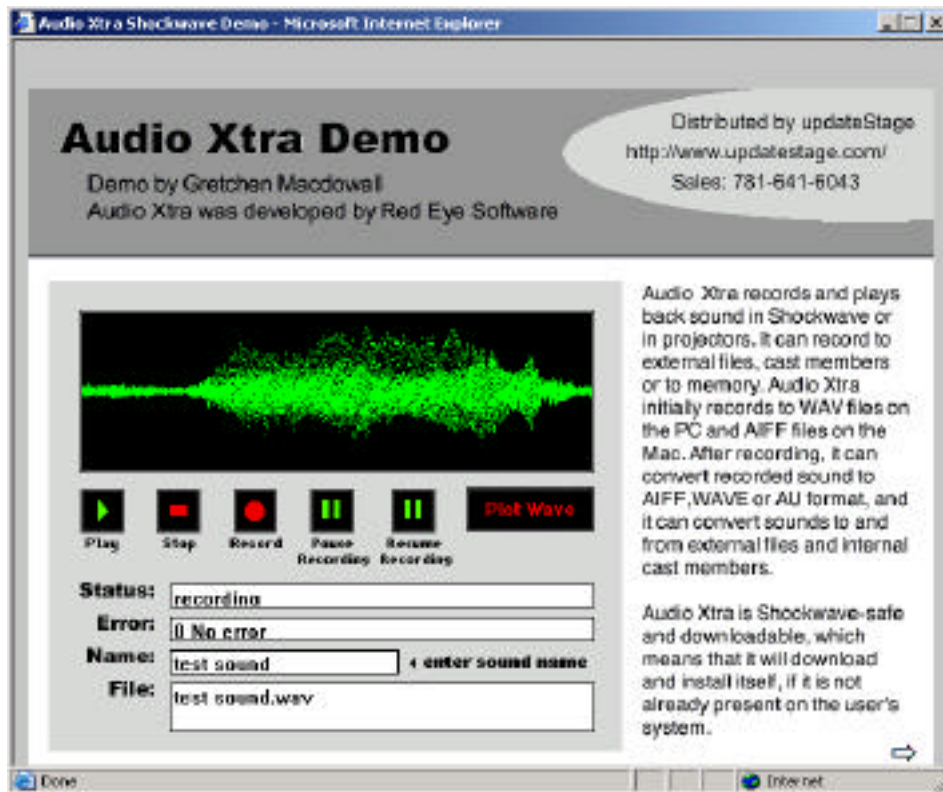 Audio Xtra Shockwave Demo - Microsoft Internet Explorer
Distributed by updateStage
Audio Xtra Demo
http://www.updatestage.com/
Demo by Gretchen Macdowall
Sales: 781-641-6043
Audio Xtra was developed by Red Eye Software
Plot Wave
Play
Stop
Record
Pause Recording
Resume Recording
Status: recording
Error: 0 No error
Name: test sound
enter sound name
File: test sound.wav
Audio Xtra records and plays
back sound in Shockwave or
in projectors. It can record to
external files, cast members
or to memory. Audio Xtra
initially records to WAV files on
the PC and AIFF files on the
Mac. After recording, it can
convert recorded sound to
AIFF,WAVE or AU format, and
it can convert sounds to and
from external files and internal
cast members.
Audio Xtra is Shockwave-safe
and downloadable, which
means that it will download
and install itself, if it is not
already present on the user's
system.
Done
Internet